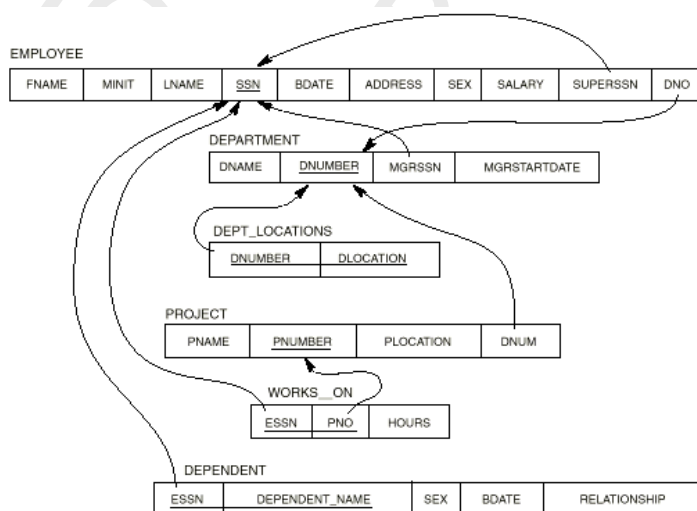 EMPLOYEE
FNAME MINIT LNAME SSN BDATE ADDRESS SEX SALARY SUPERSSN DNO
DEPARTMENT
DNAME DNUMBER MGRSSN MGRSTARTDATE
DEPT_LOCATIONS
DNUMBER DLOCATION
PROJECT
PNAME PNUMBER PLOCATION DNUM
WORKS__ON
ESSN PNO HOURS
DEPENDENT
ESSN DEPENDENT_NAME SEX BDATE RELATIONSHIP